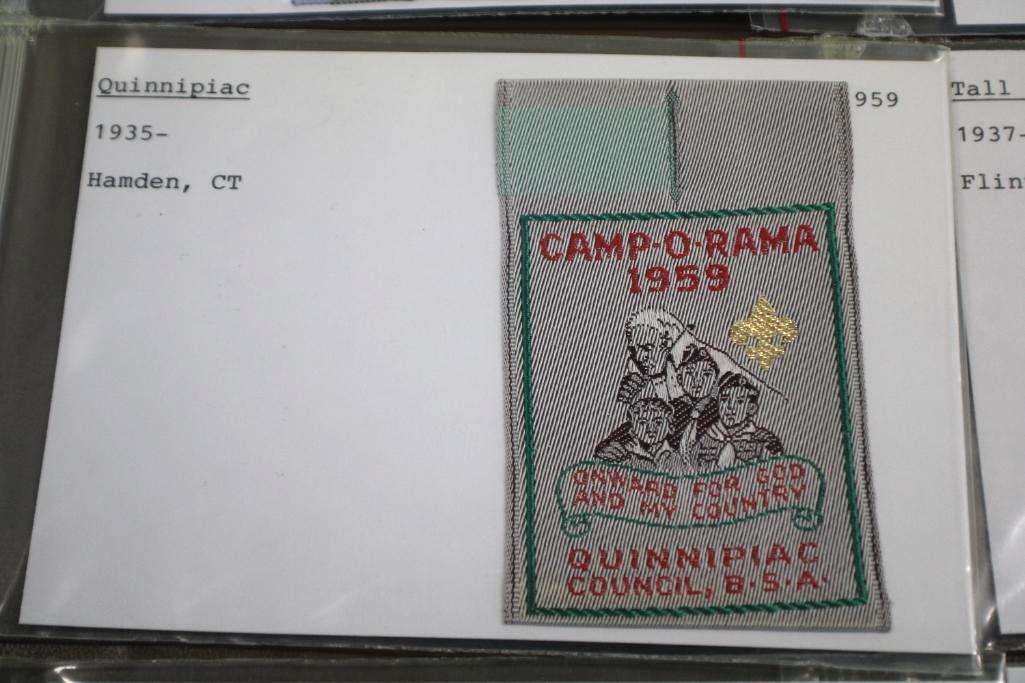 Quinnipiac
1935-
Hamden, CT
959
CAMP-O-RAMA
1959
ONWARD FOR GOD
AND MY COUNTRY
QUINNIPIAC
COUNCIL, B·S·A·
Tall
1937-
Flin